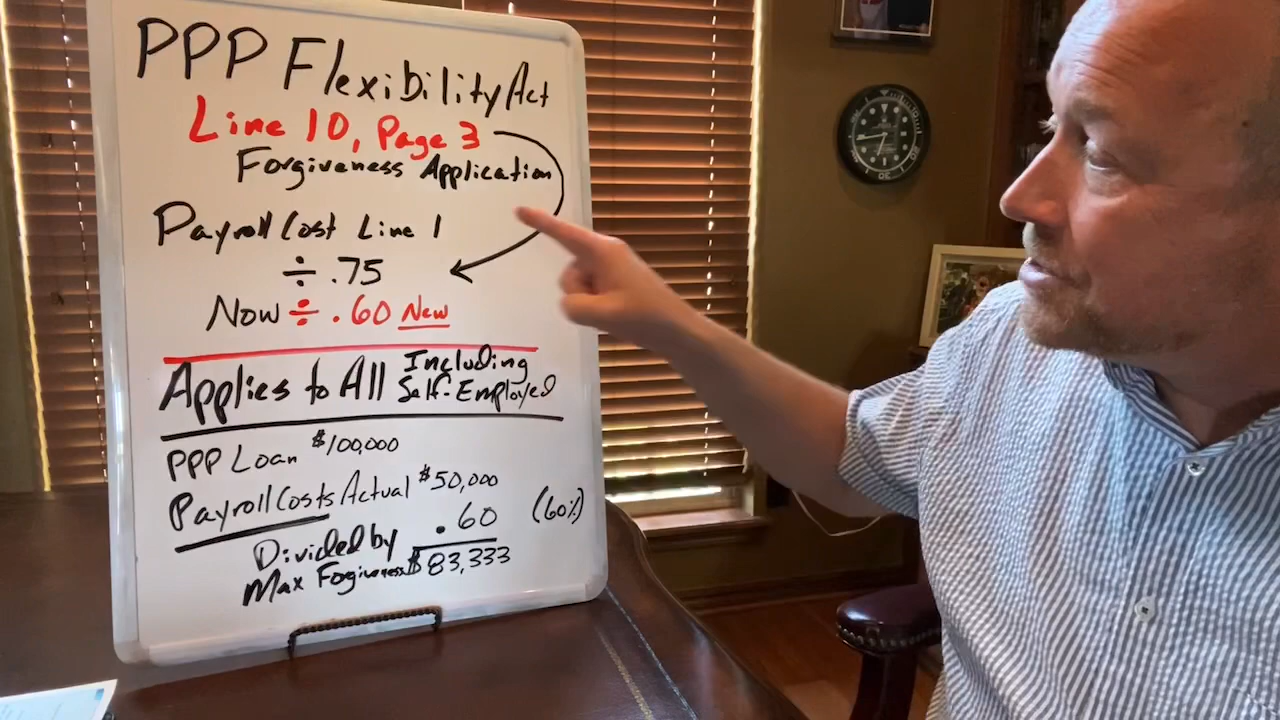 PPP Flexibility Act
Line 10, Page 3
Forgiveness Application
Payroll Cost Line 1
÷ .75
Now ÷ .60 New
Applies to All Including
Self-Employed
PPP Loan $100,000
Payroll Costs Actual $50,000
Divided by .60 (60%)
Max Forgiveness $83,333